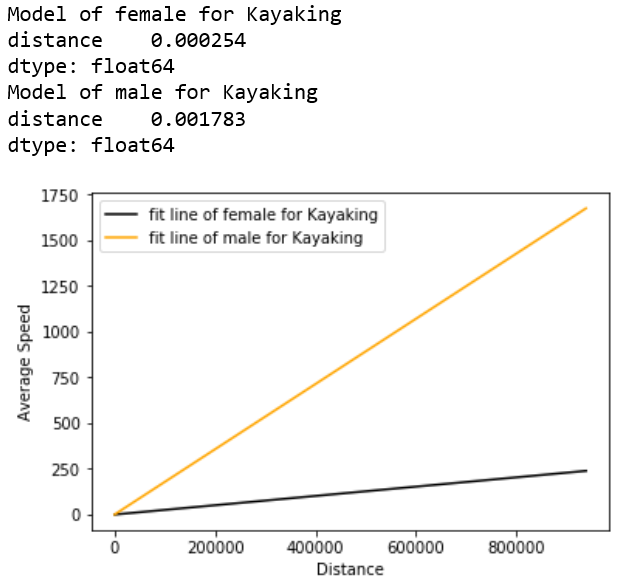 Model of female for Kayaking
distance    0.000254
dtype: float64
Model of male for Kayaking
distance    0.001783
dtype: float64
1750
1500
1250
1000
750
500
250
0
Average Speed
fit line of female for Kayaking
fit line of male for Kayaking
0 200000 400000 600000 800000
Distance